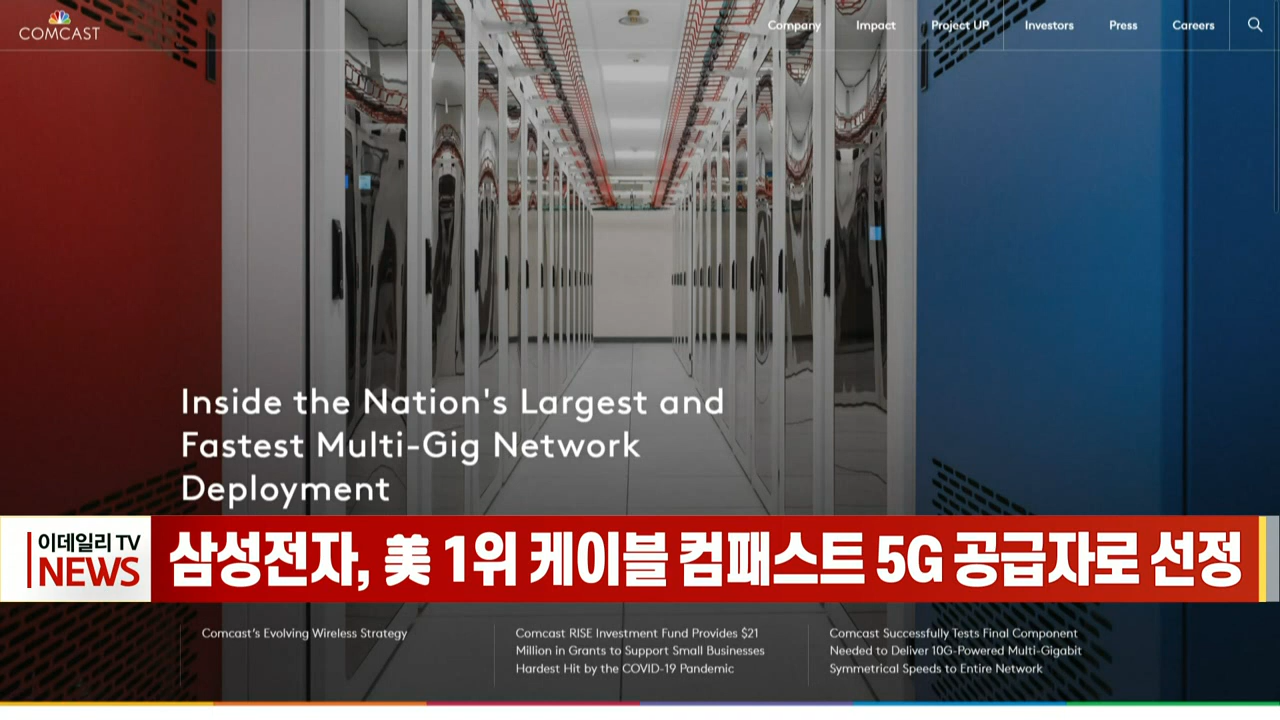 COMCAST
Company Impact Project UP Investors Press Careers
Inside the Nation's Largest and
Fastest Multi-Gig Network
Deployment
이데일리 TV
NEWS
삼성전자, 美 1위 케이블 컴패스트 5G 공급자로 선정
Comcast's Evolving Wireless Strategy
Comcast RISE Investment Fund Provides $21
Million in Grants to Support Small Businesses
Hardest Hit by the COVID-19 Pandemic
Comcast Successfully Tests Final Component
Needed to Deliver 10G-Powered Multi-Gigabit
Symmetrical Speeds to Entire Network